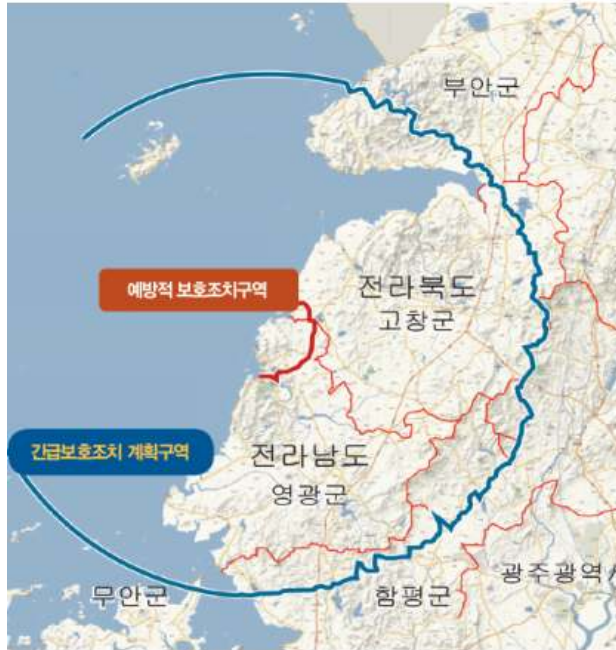 부안군
예방적 보호조치구역
전라북도
고창군
긴급보호조치 계획구역
전라남도
영광군
무안군
함평군
광주광역시